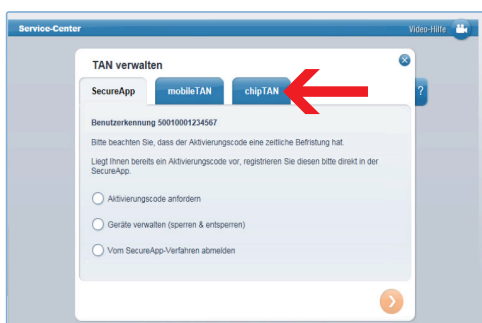 Service-Center
Video-Hilfe
TAN verwalten
SecureApp mobileTAN chipTAN
?
Benutzerkennung 50010001234567
Bitte beachten Sie, dass der Aktivierungscode eine zeitliche Befristung hat.
Liegt Ihnen bereits ein Aktivierungscode vor, registrieren Sie diesen bitte direkt in der
SecureApp.
Aktivierungscode anfordern
Geräte verwalten (sperren & entsperren)
Vom SecureApp-Verfahren abmelden